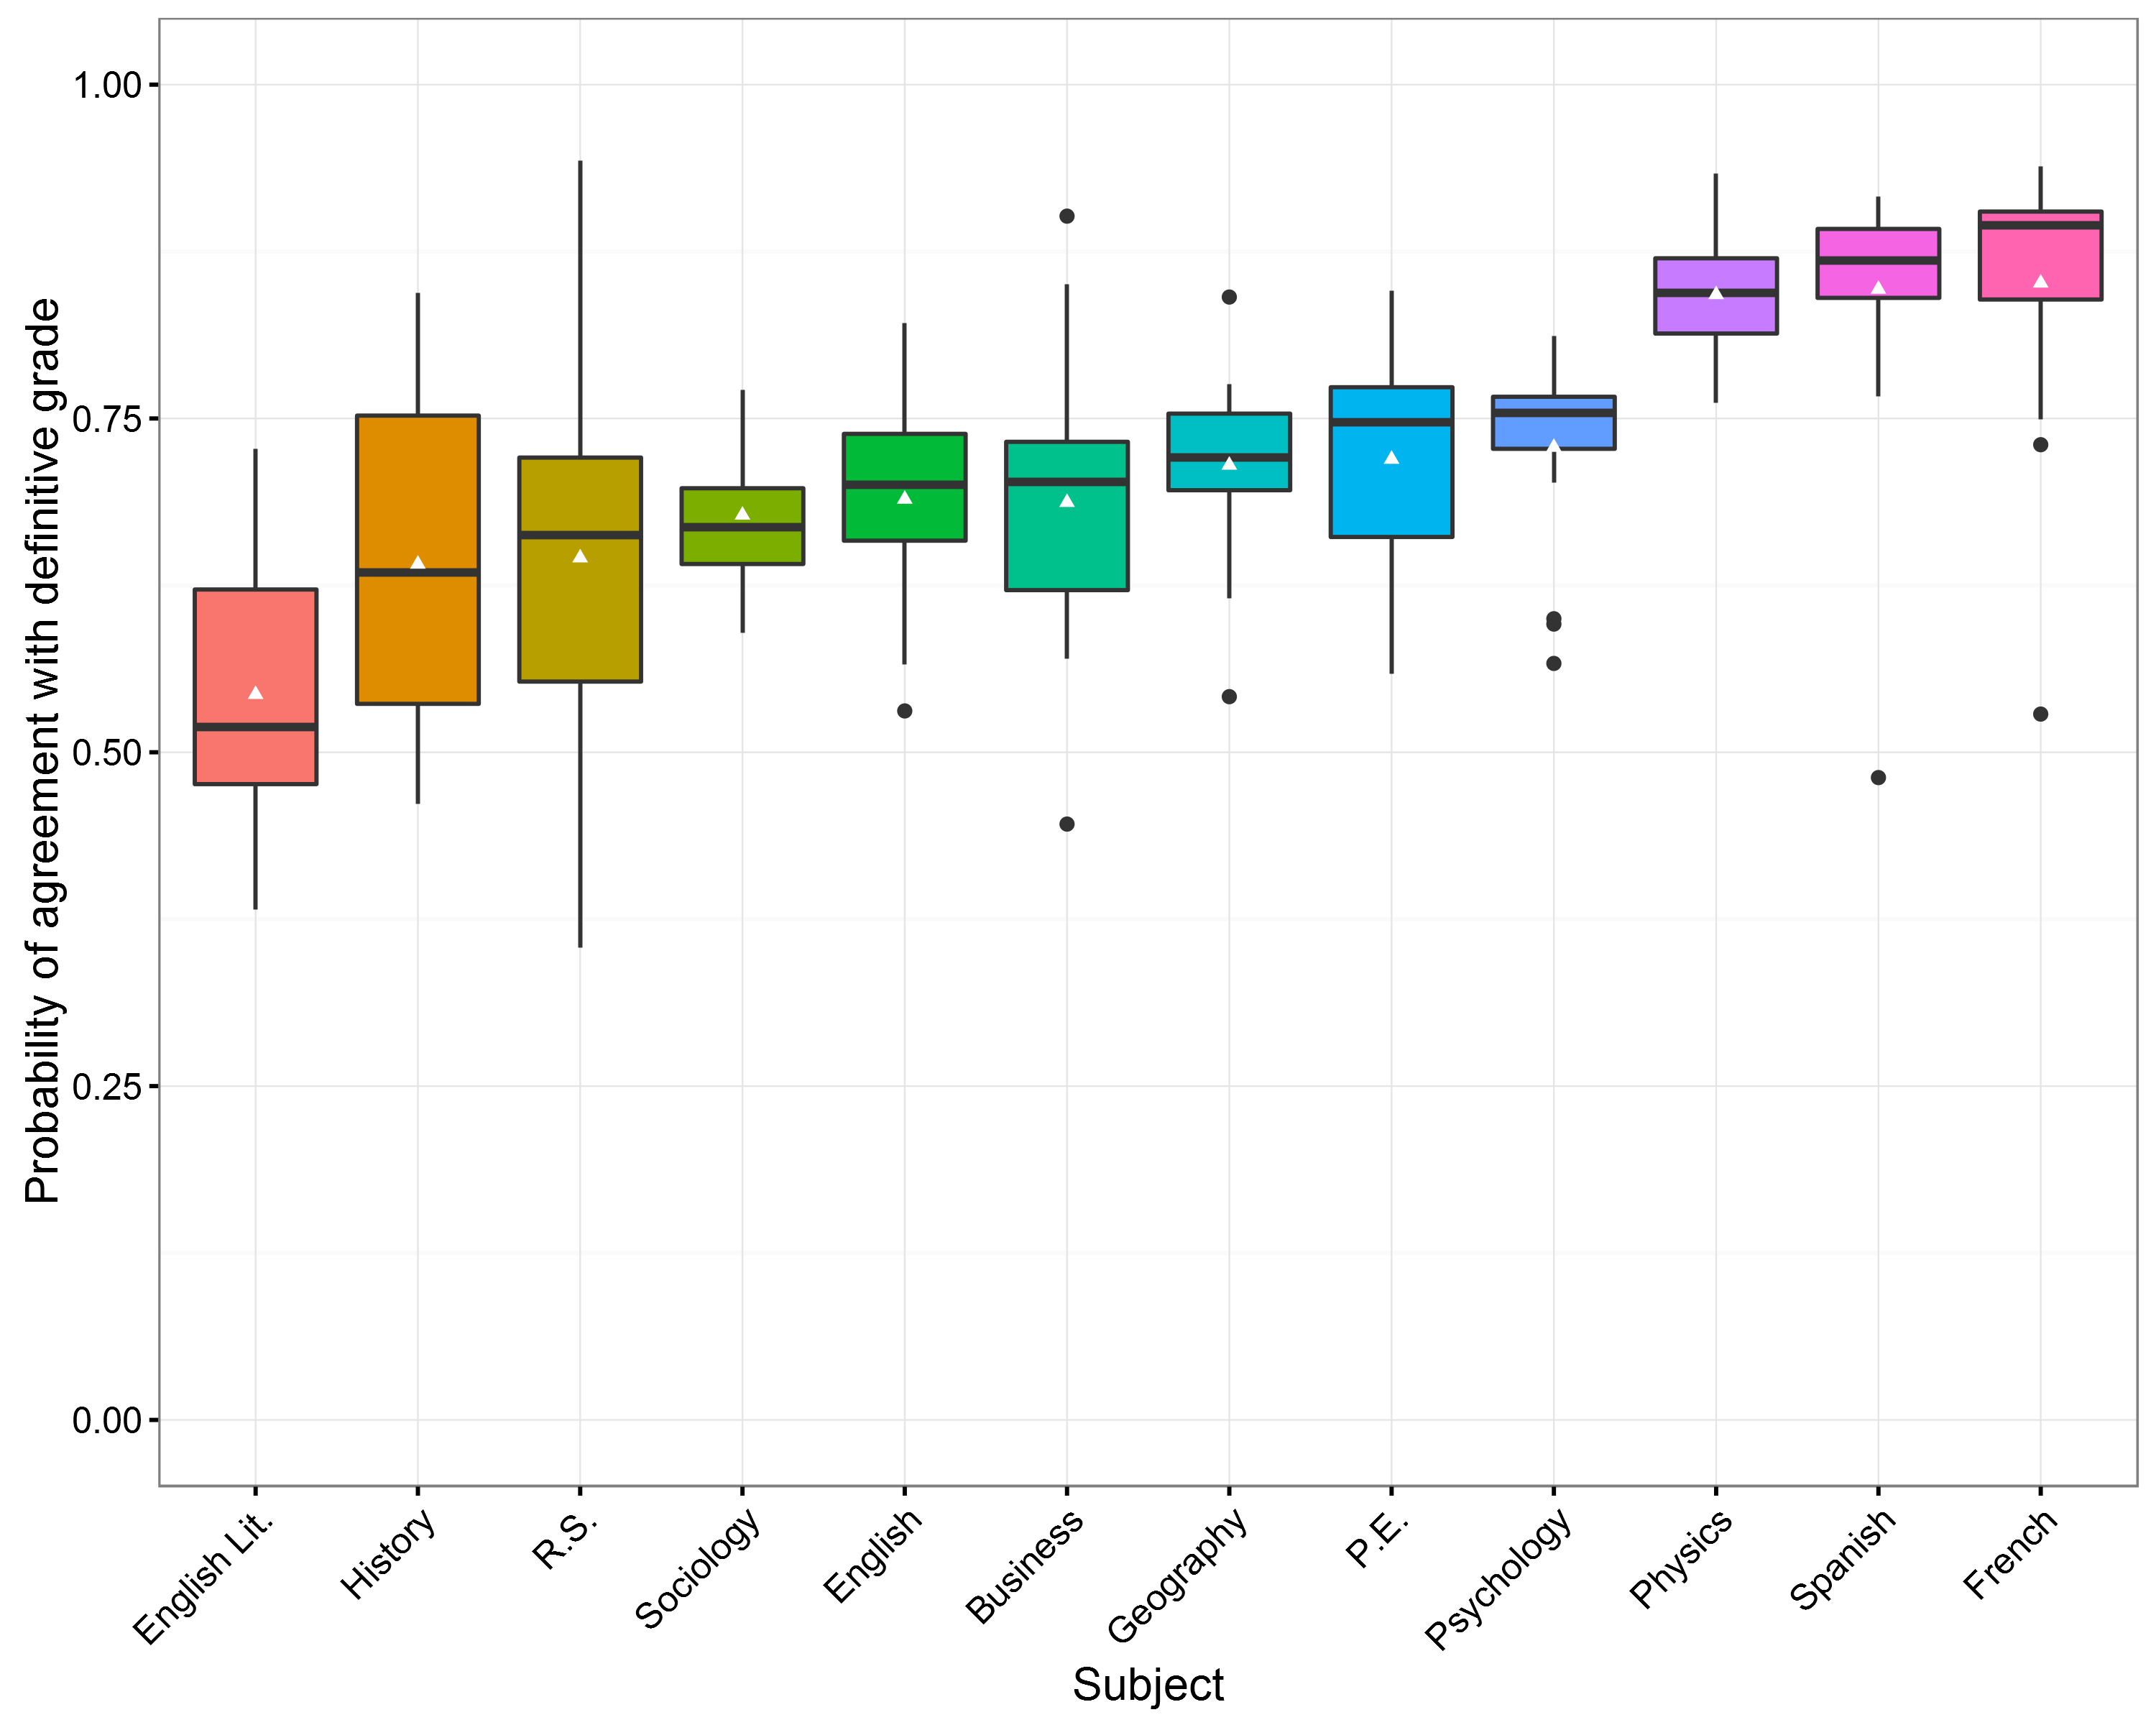 Probability of agreement with definitive grade
1.00
0.75
0.50
0.25
0.00
English Lit.
History
R.S.
Sociology
English
Business
Geography
P.E.
Psychology
Physics
Spanish
French
Subject